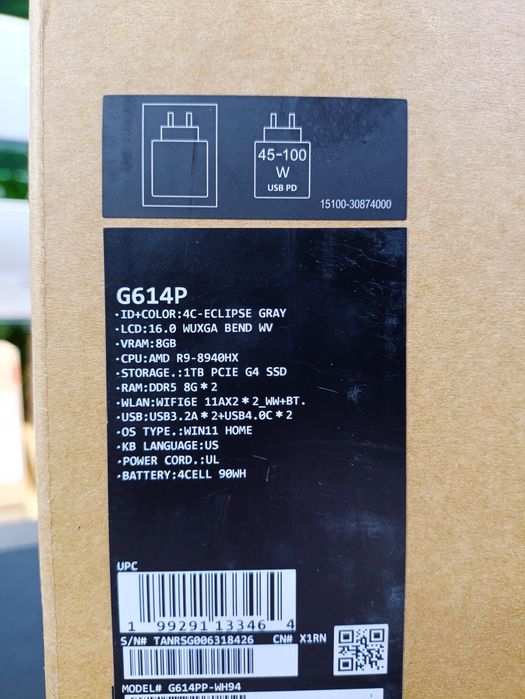 45-100
W
USB PD
15100-30874000
G614P
·ID+COLOR:4C-ECLIPSE GRAY
·LCD:16.0 WUXGA BEND WV
·VRAM:8GB
·CPU:AMD R9-8940HX
·STORAGE.:1TB PCIE G4 SSD
·RAM:DDR5 8G*2
·WLAN:WIFI6E 11AX2*2_WW+BT.
·USB:USB3.2A*2+USB4.0C*2
·OS TYPE.:WIN11 HOME
·KB LANGUAGE:US
·POWER CORD.:UL
·BATTERY:4CELL 90WH
UPC
1 99291 13346 4
S/N# TANRSG006318426 CN# X1RN
MODEL# G614PP-WH94